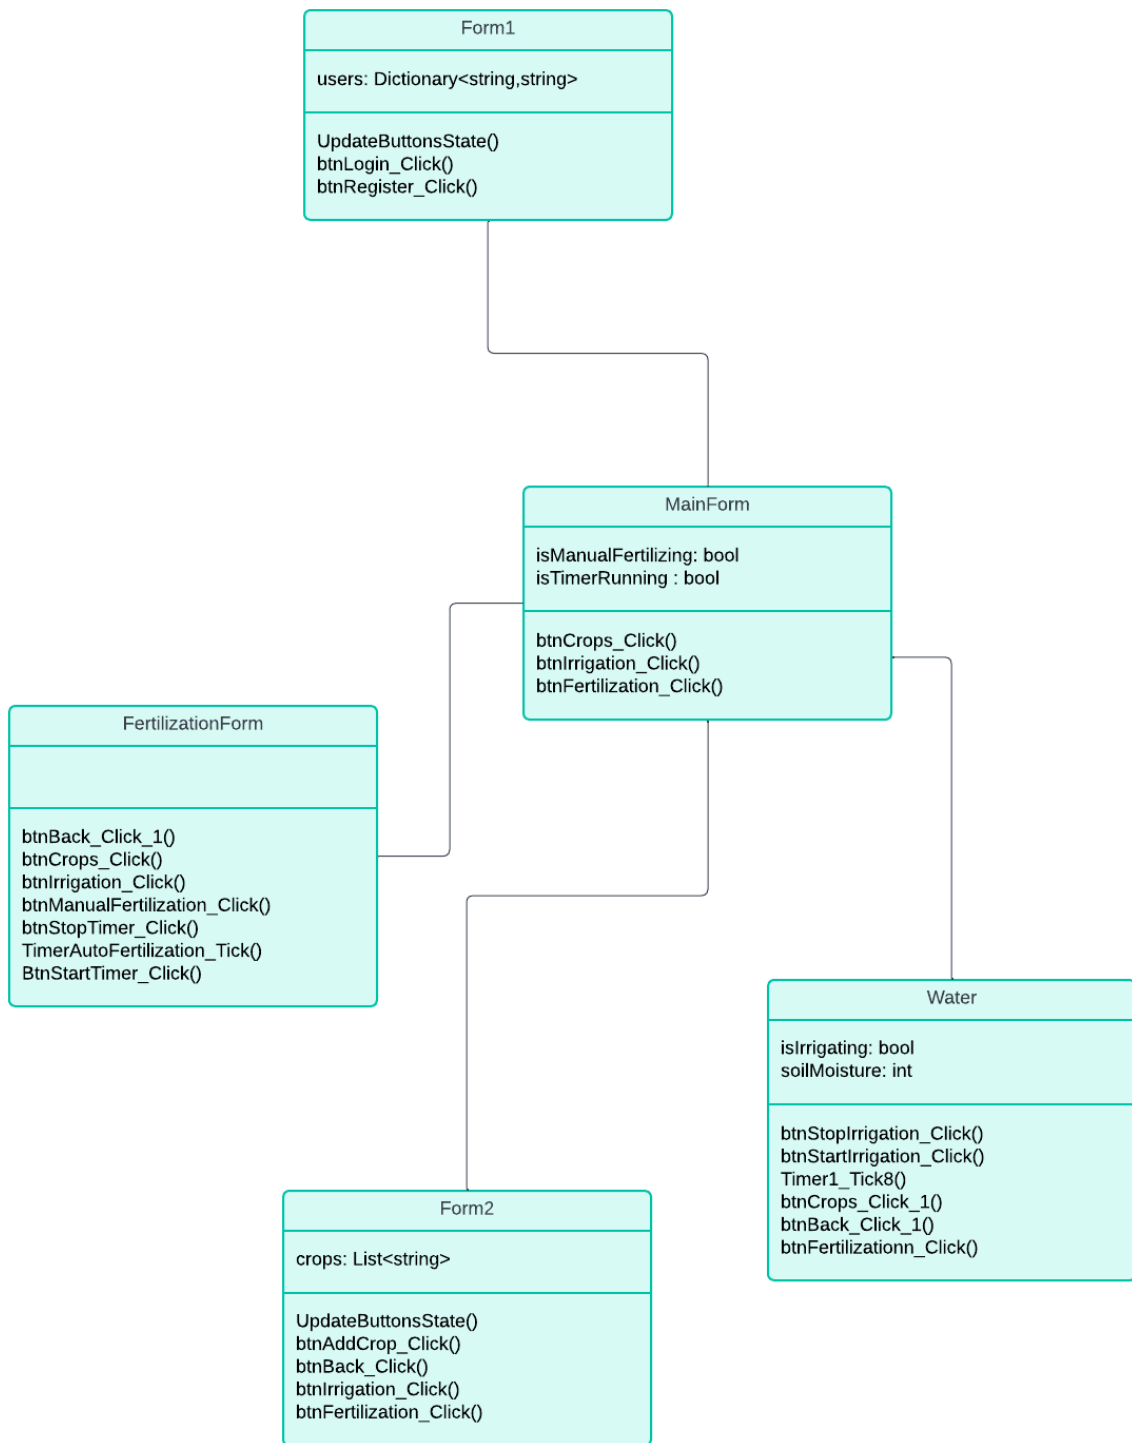 Form1
users: Dictionary<string,string>
UpdateButtonsState()
btnLogin_Click()
btnRegister_Click()
MainForm
isManualFertilizing: bool
isTimerRunning : bool
btnCrops_Click()
btnIrrigation_Click()
btnFertilization_Click()
FertilizationForm
btnBack_Click_1()
btnCrops_Click()
btnIrrigation_Click()
btnManualFertilization_Click()
btnStopTimer_Click()
TimerAutoFertilization_Tick()
BtnStartTimer_Click()
Water
isIrrigating: bool
soilMoisture: int
btnStopIrrigation_Click()
btnStartIrrigation_Click()
Timer1_Tick8()
btnCrops_Click_1()
btnBack_Click_1()
btnFertilizationn_Click()
Form2
crops: List<string>
UpdateButtonsState()
btnAddCrop_Click()
btnBack_Click()
btnIrrigation_Click()
btnFertilization_Click()